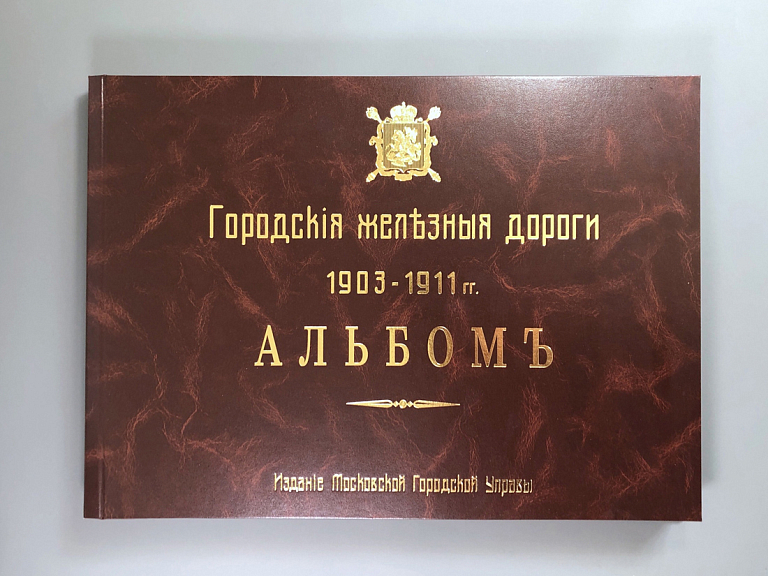 Городскія желѣзныя дороги
1903-1911 гг.
АЛЬБОМЪ
Изданіе Московской Городской Управы